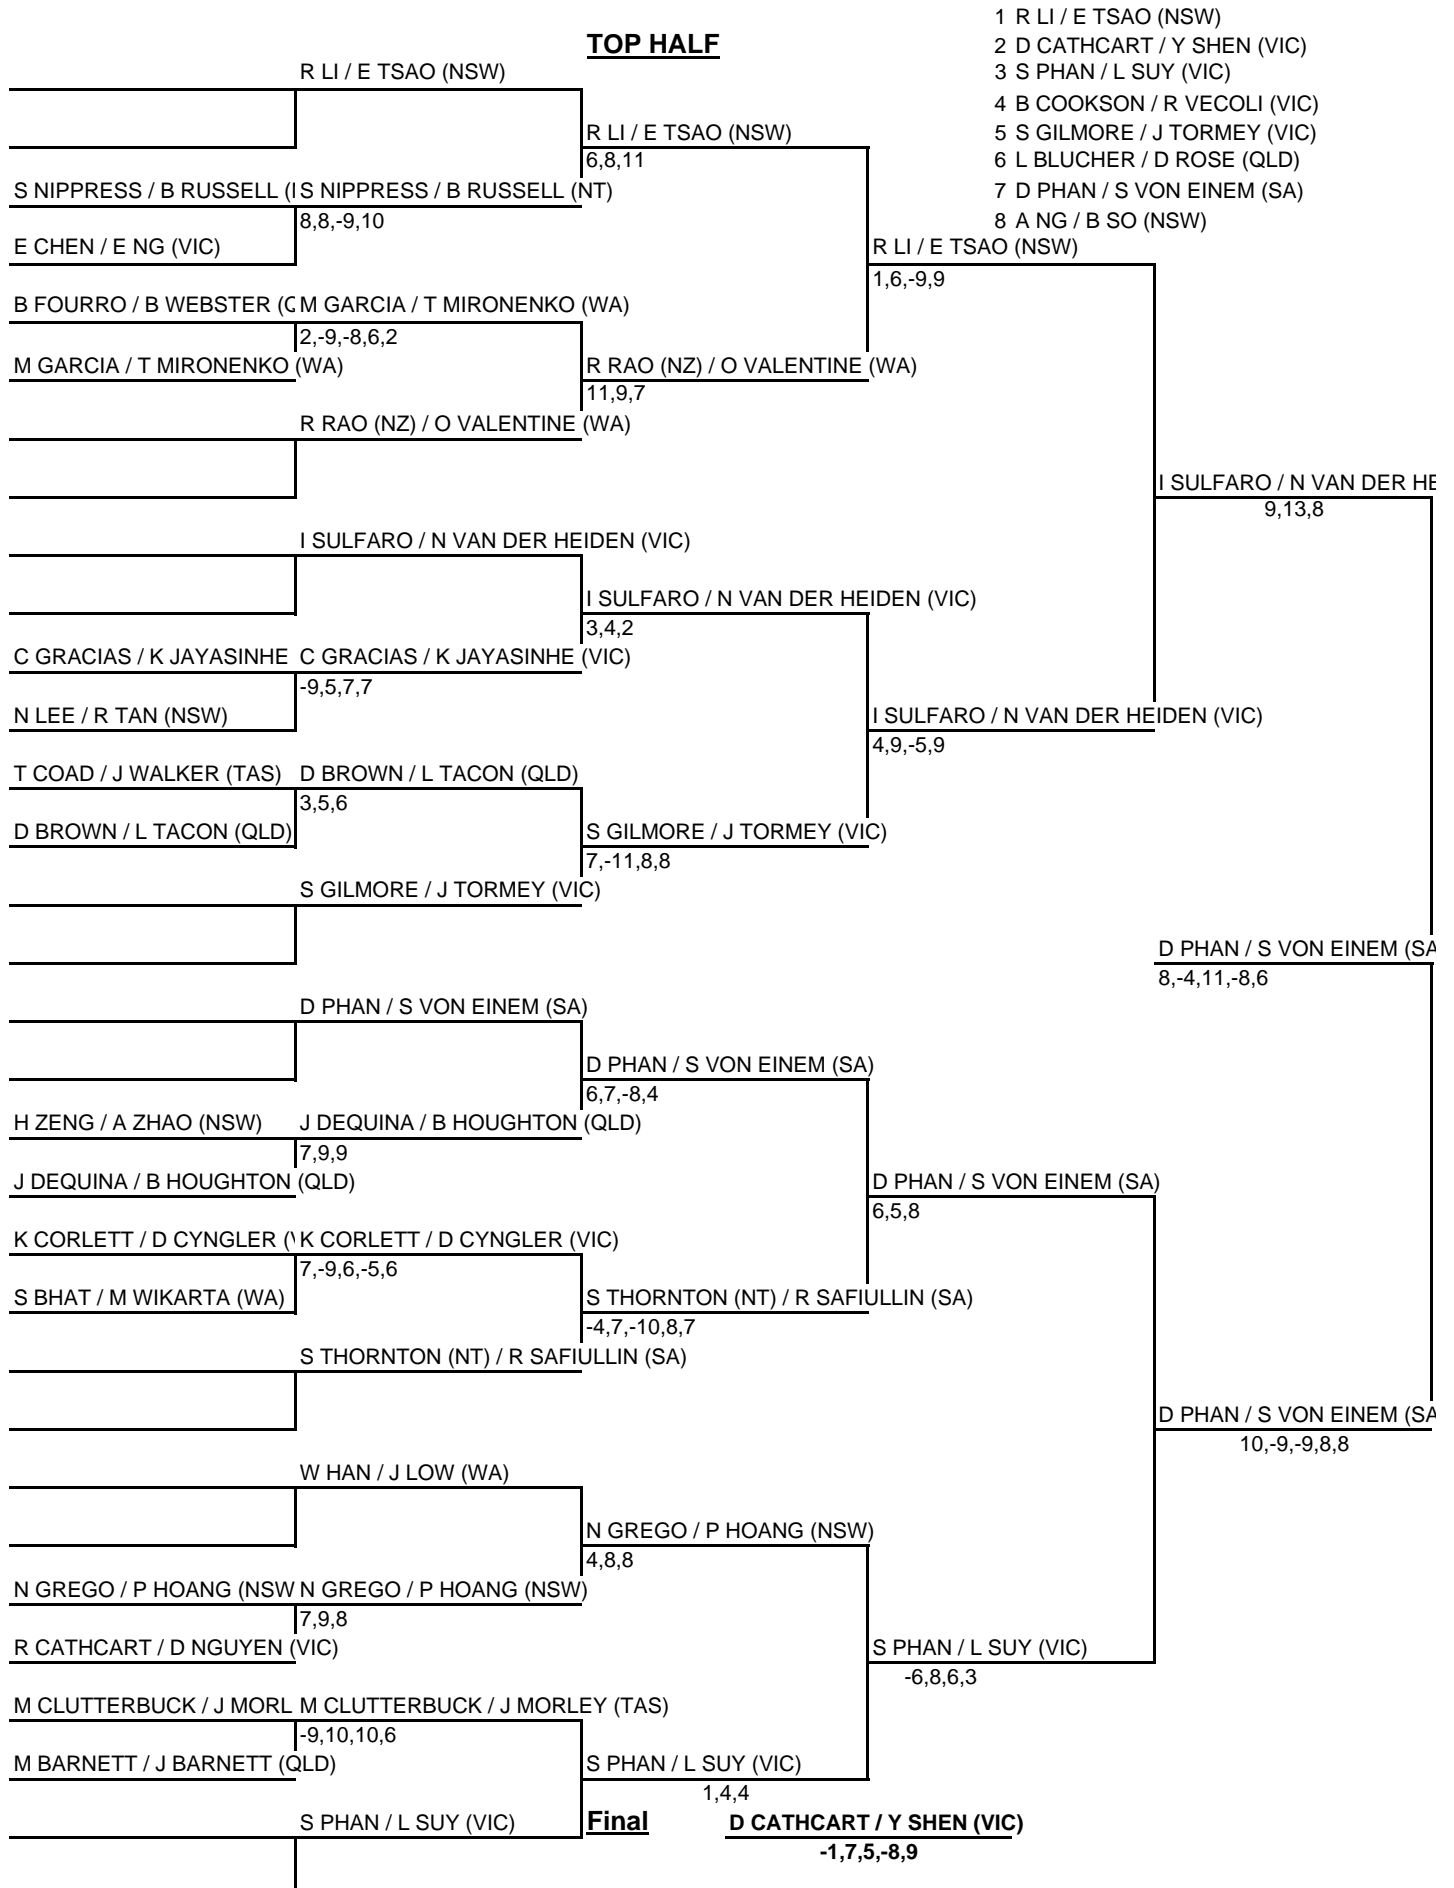 1 R LI / E TSAO (NSW)
TOP HALF
2 D CATHCART / Y SHEN (VIC)
R LI / E TSAO (NSW)
3 S PHAN / L SUY (VIC)
4 B COOKSON / R VECOLI (VIC)
R LI / E TSAO (NSW)
5 S GILMORE / J TORMEY (VIC)
6,8,11
6 L BLUCHER / D ROSE (QLD)
S NIPPRESS / B RUSSELL (
S NIPPRESS / B RUSSELL (NT)
7 D PHAN / S VON EINEM (SA)
8,8,-9,10
8 A NG / B SO (NSW)
E CHEN / E NG (VIC)
R LI / E TSAO (NSW)
1,6,-9,9
B FOURRO / B WEBSTER (
M GARCIA / T MIRONENKO (WA)
2,-9,-8,6,2
M GARCIA / T MIRONENKO (WA)
R RAO (NZ) / O VALENTINE (WA)
11,9,7
R RAO (NZ) / O VALENTINE (WA)
I SULFARO / N VAN DER HE
9,13,8
I SULFARO / N VAN DER HEIDEN (VIC)
I SULFARO / N VAN DER HEIDEN (VIC)
3,4,2
C GRACIAS / K JAYASINHE
C GRACIAS / K JAYASINHE (VIC)
-9,5,7,7
N LEE / R TAN (NSW)
I SULFARO / N VAN DER HEIDEN (VIC)
4,9,-5,9
T COAD / J WALKER (TAS)
D BROWN / L TACON (QLD)
3,5,6
D BROWN / L TACON (QLD)
S GILMORE / J TORMEY (VIC)
7,-11,8,8
S GILMORE / J TORMEY (VIC)
D PHAN / S VON EINEM (SA
8,-4,11,-8,6
D PHAN / S VON EINEM (SA)
D PHAN / S VON EINEM (SA)
6,7,-8,4
H ZENG / A ZHAO (NSW)
J DEQUINA / B HOUGHTON (QLD)
7,9,9
J DEQUINA / B HOUGHTON (QLD)
D PHAN / S VON EINEM (SA)
6,5,8
K CORLETT / D CYNGLER (
K CORLETT / D CYNGLER (VIC)
7,-9,6,-5,6
S BHAT / M WIKARTA (WA)
S THORNTON (NT) / R SAFIULLIN (SA)
-4,7,-10,8,7
S THORNTON (NT) / R SAFIULLIN (SA)
D PHAN / S VON EINEM (SA
10,-9,-9,8,8
W HAN / J LOW (WA)
N GREGO / P HOANG (NSW)
4,8,8
N GREGO / P HOANG (NSW
N GREGO / P HOANG (NSW)
7,9,8
R CATHCART / D NGUYEN (VIC)
S PHAN / L SUY (VIC)
-6,8,6,3
M CLUTTERBUCK / J MORL
M CLUTTERBUCK / J MORLEY (TAS)
-9,10,10,6
M BARNETT / J BARNETT (QLD)
S PHAN / L SUY (VIC)
1,4,4
S PHAN / L SUY (VIC)
Final
D CATHCART / Y SHEN (VIC)
-1,7,5,-8,9